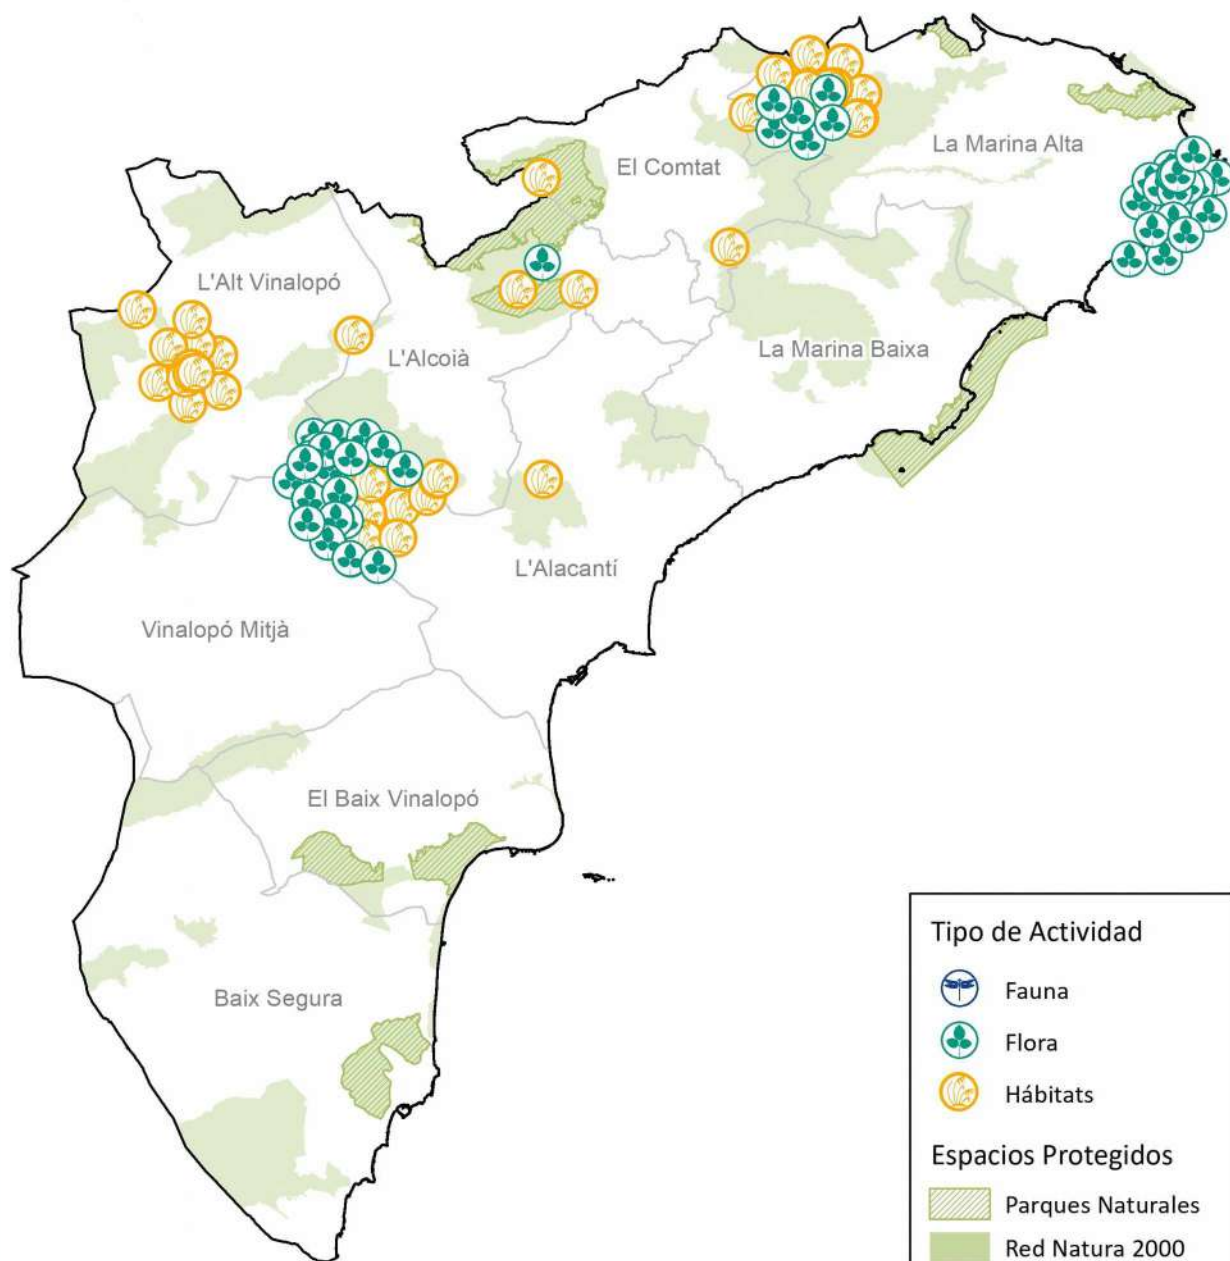 El Comtat
La Marina Alta
L'Alt Vinalopó
L'Alcoià
La Marina Baixa
L'Alacantí
Vinalopó Mitjà
El Baix Vinalopó
Baix Segura
Tipo de Actividad
Fauna
Flora
Hábitats
Espacios Protegidos
Parques Naturales
Red Natura 2000